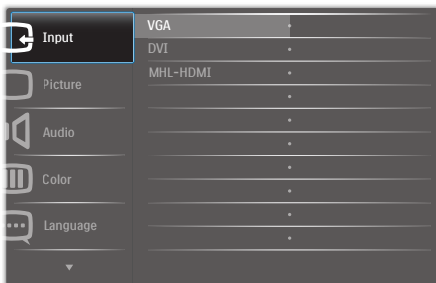 Input
Picture
Audio
Color
Language
VGA
DVI
MHL-HDMI